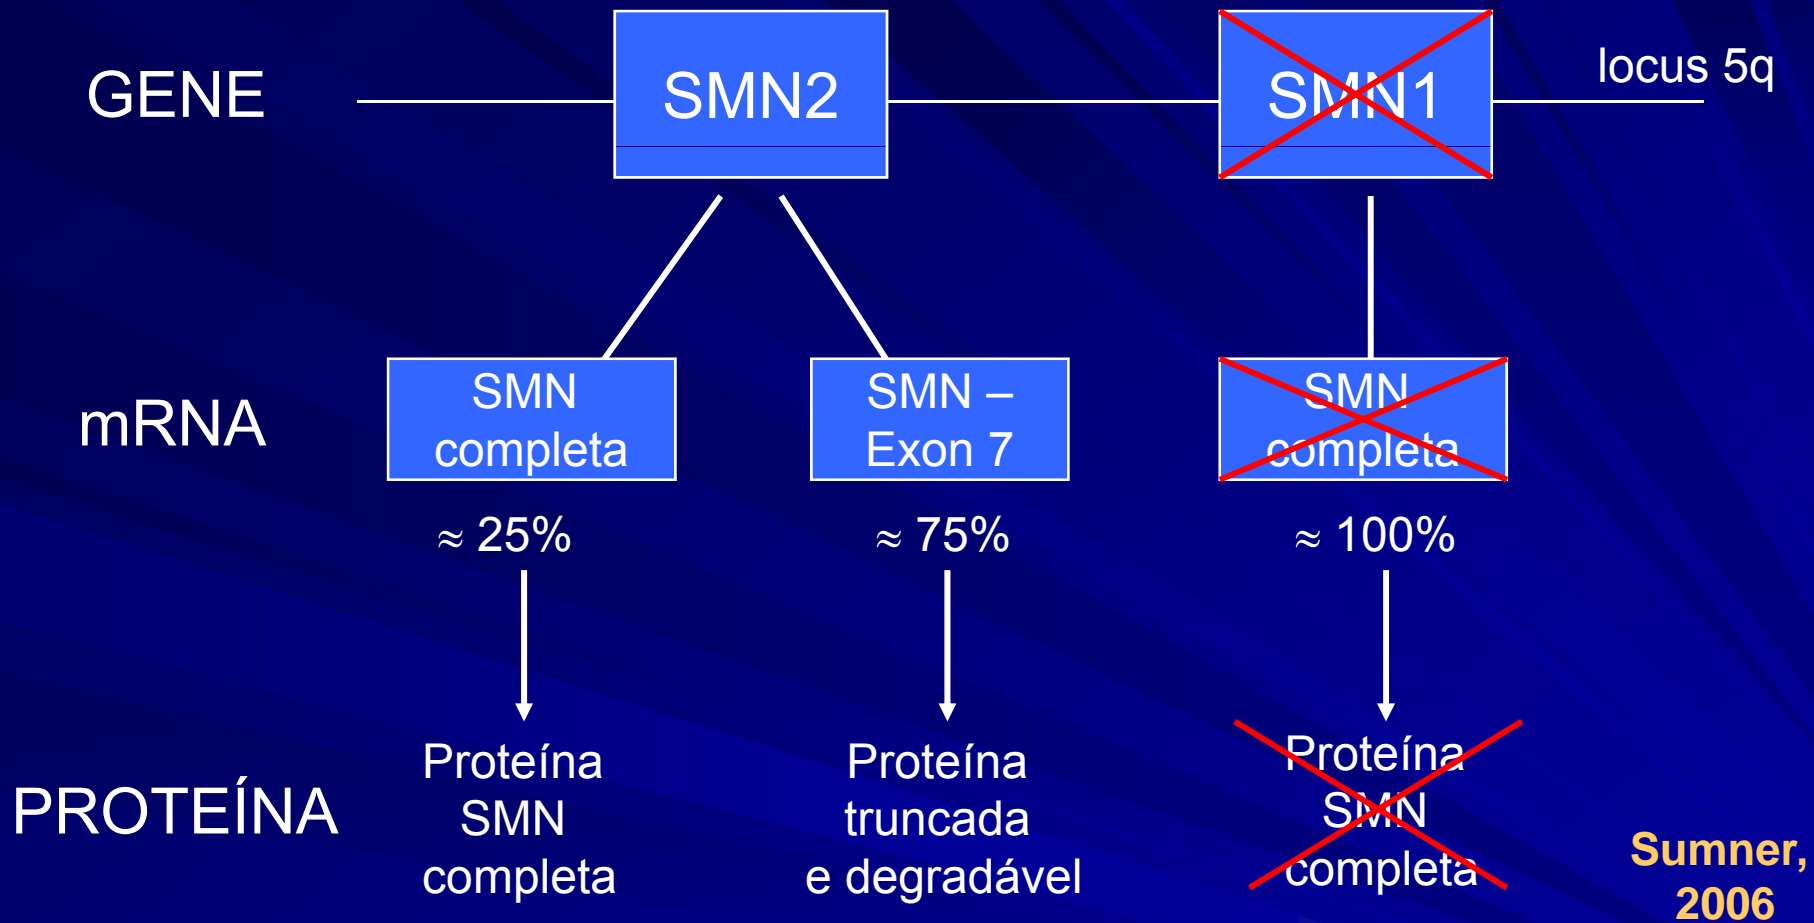 GENE
SMN2
SMN1
locus 5q
mRNA
SMN
completa
SMN –
Exon 7
SMN
completa
≈ 25%
≈ 75%
≈ 100%
PROTEÍNA
Proteína
SMN
completa
Proteína
truncada
e degradável
Proteína
SMN
completa
Sumner,
2006